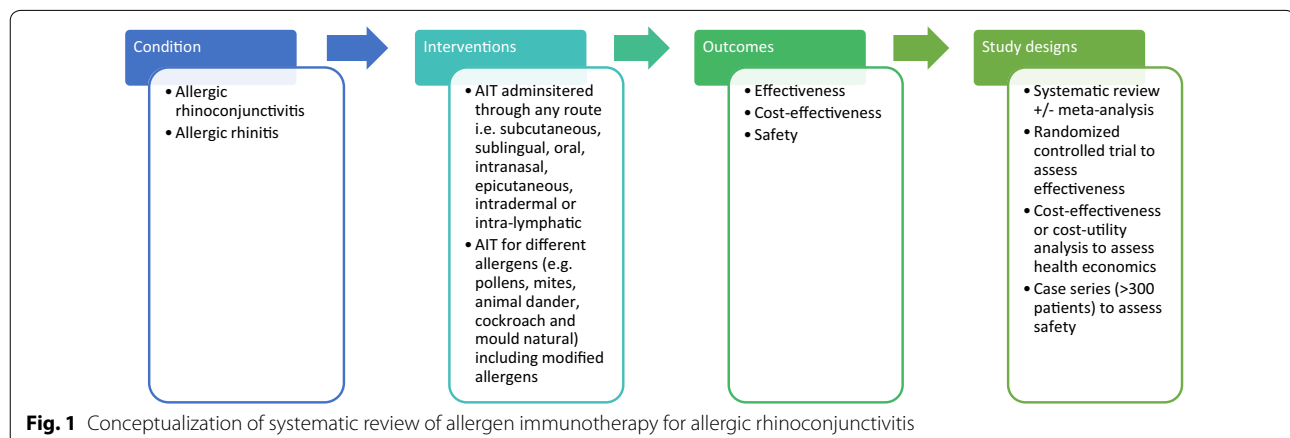 Condition
• Allergic
rhinoconjunctivitis
• Allergic rhinitis
Interventions
• AIT adminsitered
through any route
i.e. subcutaneous,
sublingual, oral,
intranasal,
epicutaneous,
intradermal or
intra-lymphatic
• AIT for different
allergens (e.g.
pollens, mites,
animal dander,
cockroach and
mould natural)
including modified
allergens
Outcomes
• Effectiveness
• Cost-effectiveness
• Safety
Study designs
• Systematic review
+/- meta-analysis
• Randomized
controlled trial to
assess
effectiveness
• Cost-effectiveness
or cost-utility
analysis to assess
health economics
• Case series (>300
patients) to assess
safety
Fig. 1 Conceptualization of systematic review of allergen immunotherapy for allergic rhinoconjunctivitis